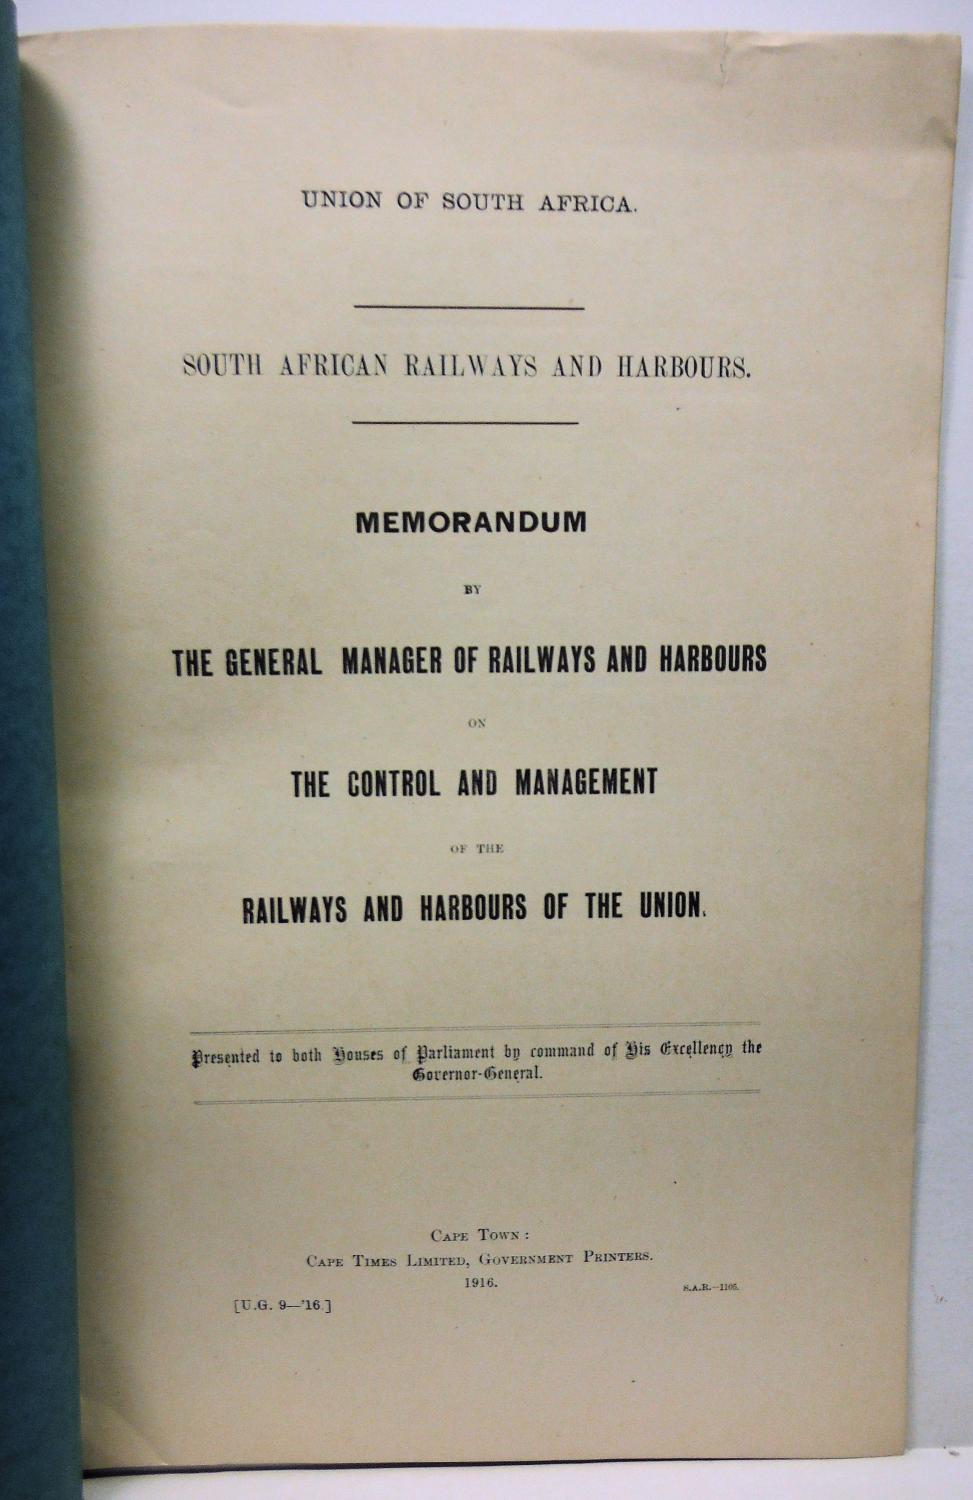 UNION OF SOUTH AFRICA.
SOUTH AFRICAN RAILWAYS AND HARBOURS.
MEMORANDUM
BY
THE GENERAL MANAGER OF RAILWAYS AND HARBOURS
ON
THE CONTROL AND MANAGEMENT
OF THE
RAILWAYS AND HARBOURS OF THE UNION.
Presented to both Houses of Parliament by command of His Excellency the
Governor-General.
CAPE TOWN:
CAPE TIMES LIMITED, GOVERNMENT PRINTERS.
1916.
S.A.R.—1105.
[U.G. 9—'16.]